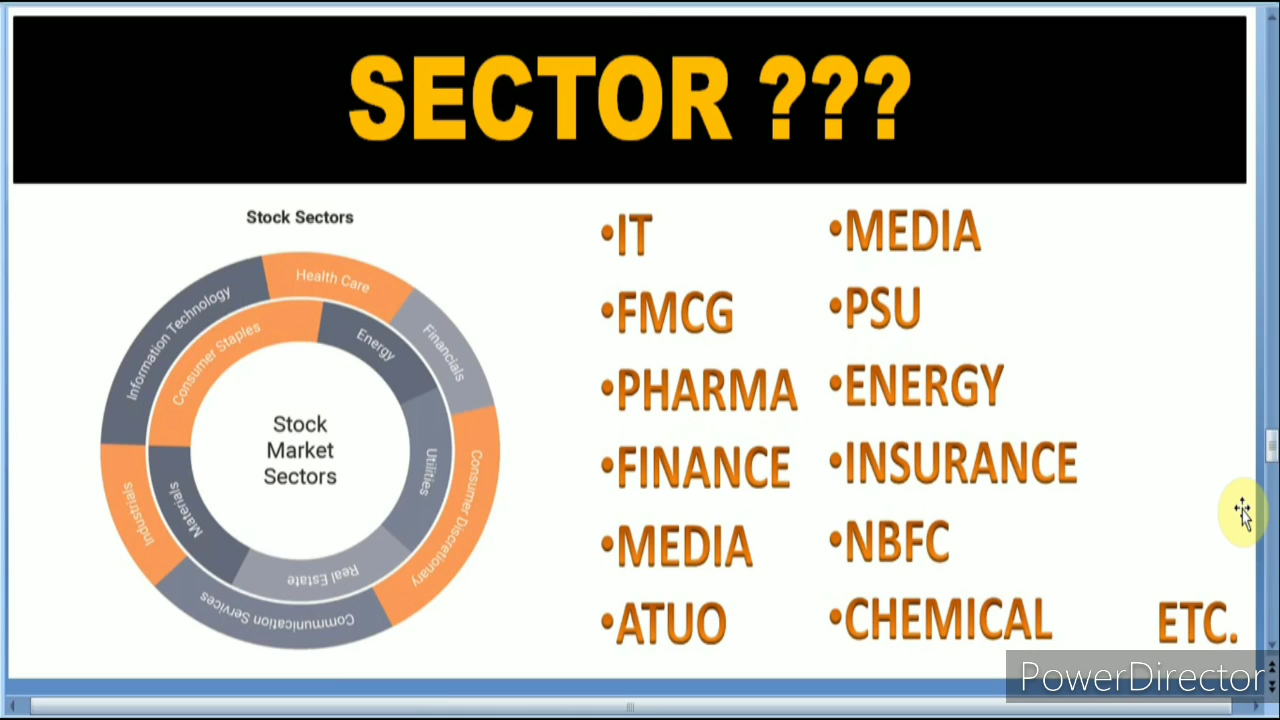 SECTOR ???
Stock Sectors
Health Care
Financials
Consumer Discretionary
Communication Services
Industrials
Information Technology
Consumer Staples
Energy
Utilities
Real Estate
Materials
Stock
Market
Sectors
•IT
•FMCG
•PHARMA
•FINANCE
•MEDIA
•ATUO
•MEDIA
•PSU
•ENERGY
•INSURANCE
•NBFC
•CHEMICAL
ETC.
PowerDirector